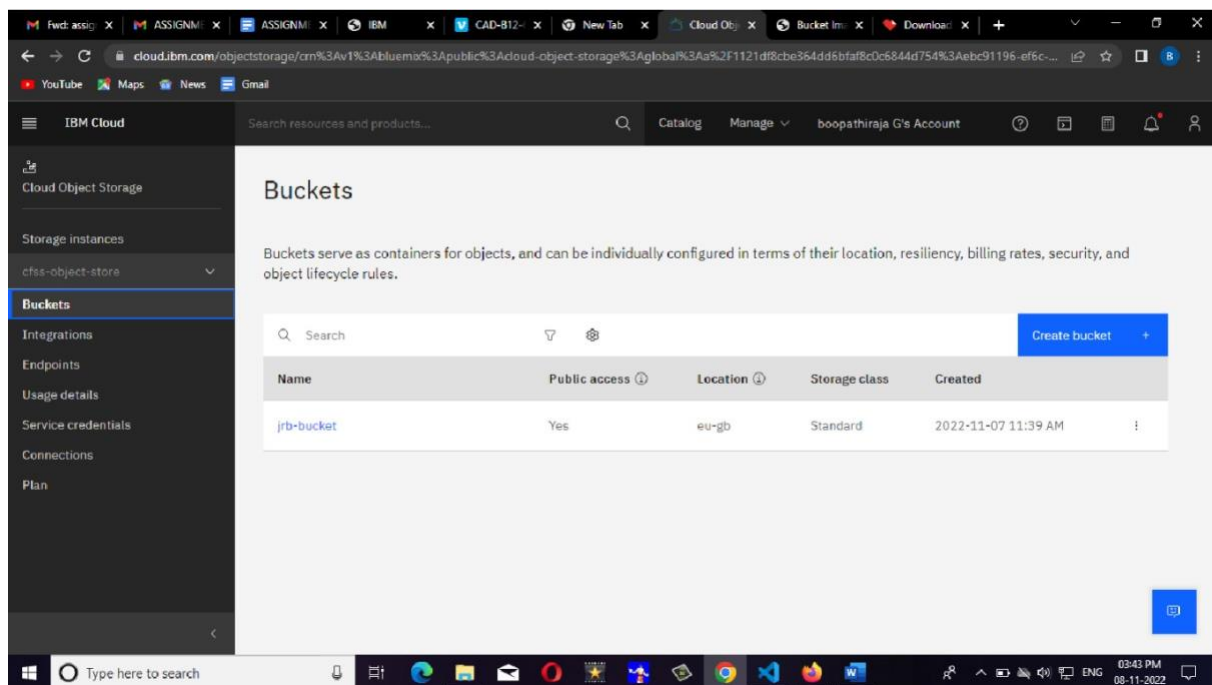 Fwd: assig
ASSIGNME
ASSIGNME
IBM
CAD-B12-
New Tab
Cloud Obj
Bucket Ima
Download
cloud.ibm.com/objectstorage/crn%3Av1%3Abluemix%3Apublic%3Acloud-object-storage%3Aglobal%3Aa%2F1121df8cbe364dd6bfaf8c0c6844d754%3Aebc91196-ef6c-...
B
YouTube Maps News Gmail
IBM Cloud
Search resources and products...
Catalog Manage boopathiraja G's Account
Cloud Object Storage
Storage instances
cfss-object-store
Buckets
Integrations
Endpoints
Usage details
Service credentials
Connections
Plan
Buckets
Buckets serve as containers for objects, and can be individually configured in terms of their location, resiliency, billing rates, security, and
object lifecycle rules.
Search
Create bucket +
Name Public access Location Storage class Created
jrb-bucket Yes eu-gb Standard 2022-11-07 11:39 AM
Type here to search
ENG
03:43 PM
08-11-2022